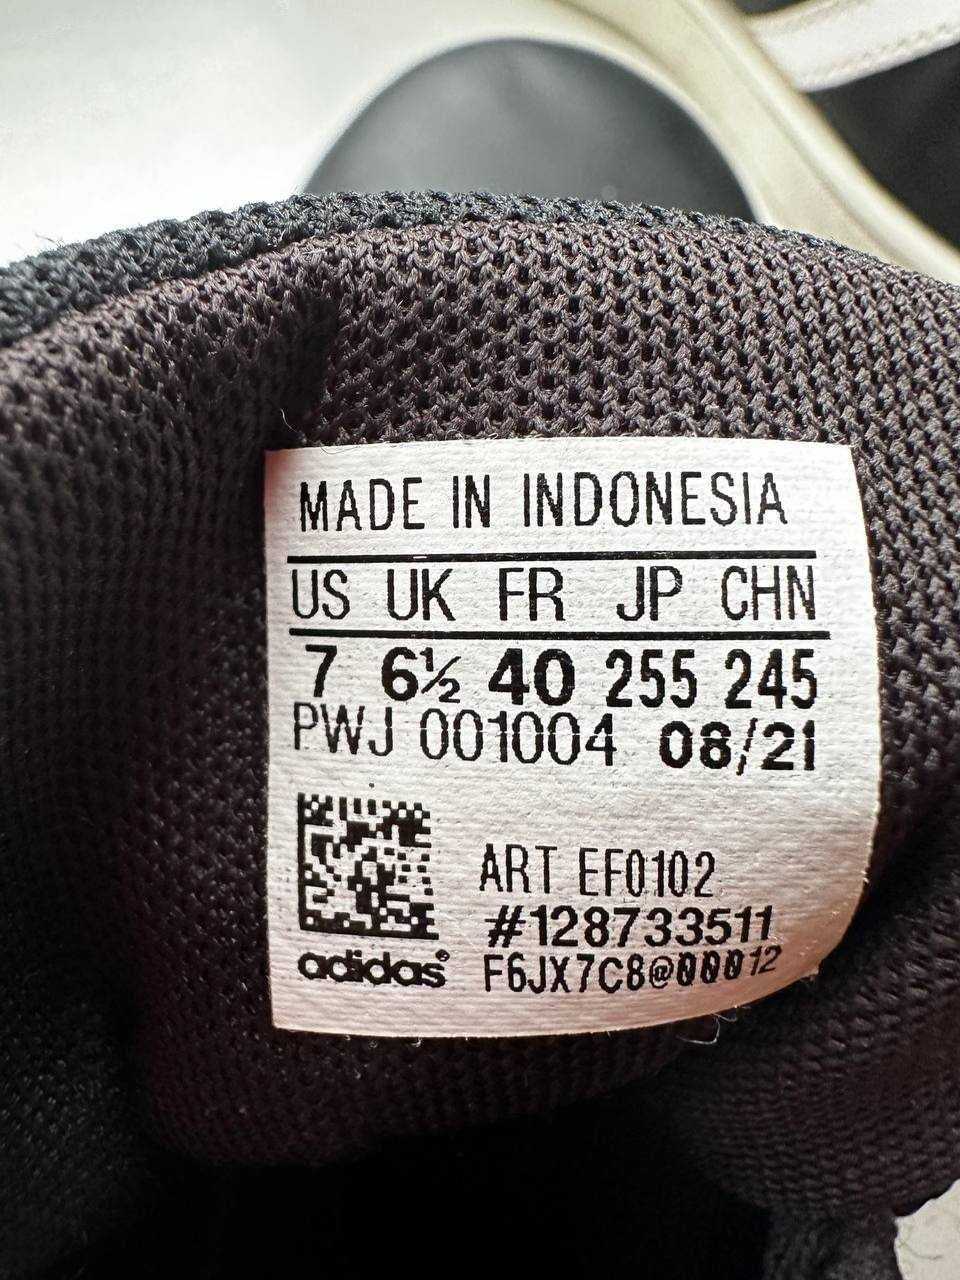 MADE IN INDONESIA
US UK FR JP CHN
7 6½ 40 255 245
PWJ 001004 08/21
ART EF0102
#128733511
adidas® F6JX7C8@00012